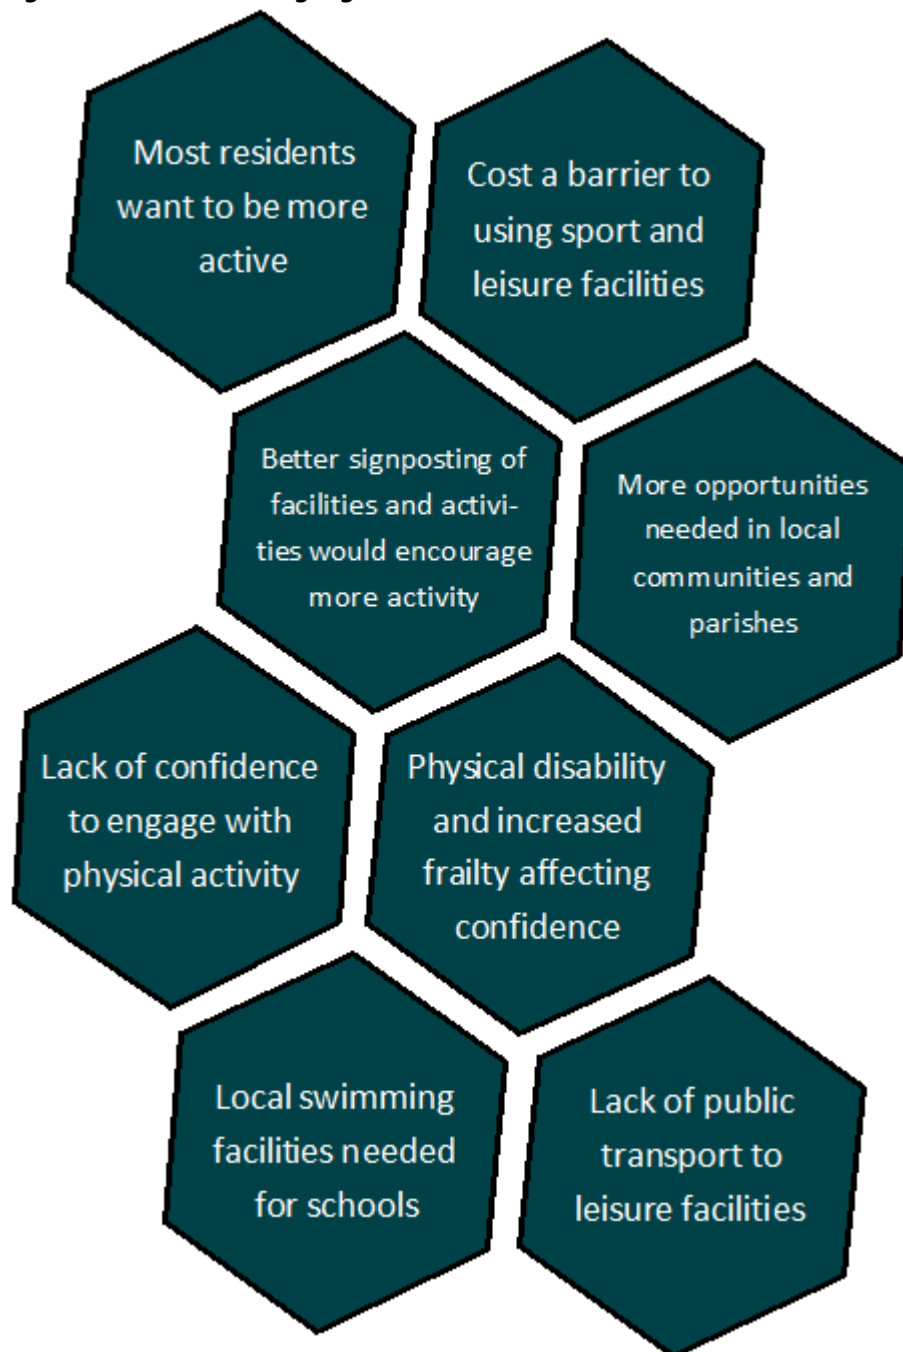 Most residents
want to be more
active
Cost a barrier to
using sport and
leisure facilities
Better signposting of
facilities and activi-
ties would encourage
more activity
More opportunities
needed in local
communities and
parishes
Lack of confidence
to engage with
physical activity
Physical disability
and increased
frailty affecting
confidence
Local swimming
facilities needed
for schools
Lack of public
transport to
leisure facilities